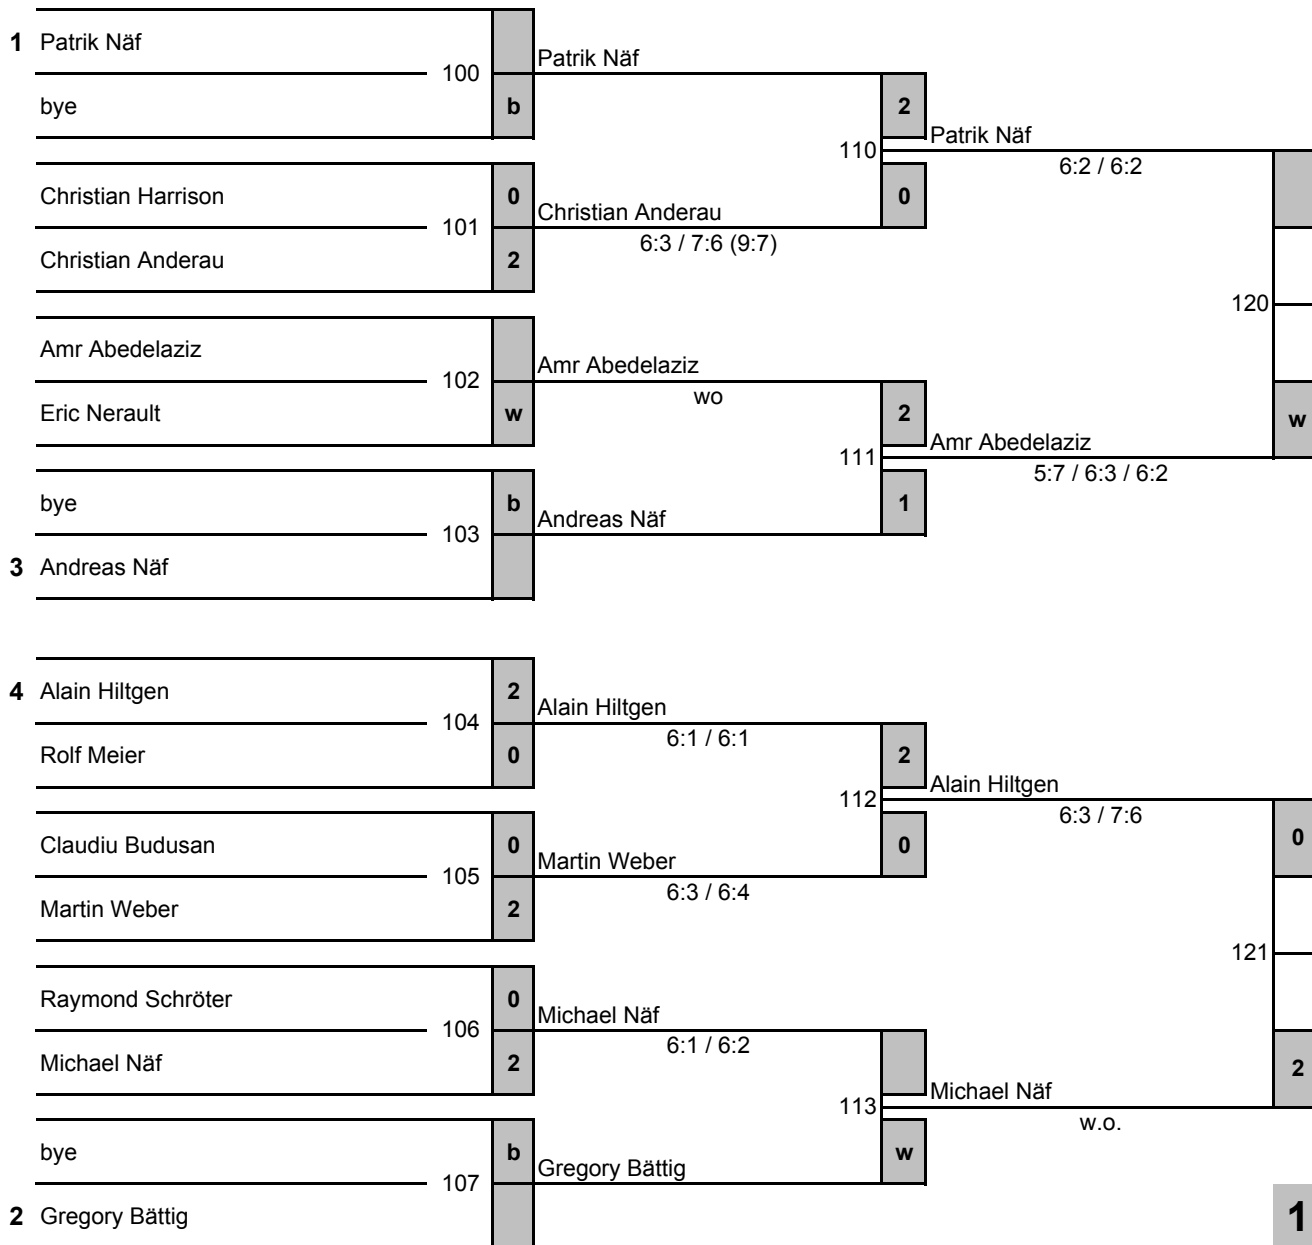 1 Patrik Näf
100
Patrik Näf
bye b
2
110
Patrik Näf
6:2 / 6:2
Christian Harrison 0
101
Christian Anderau
0
6:3 / 7:6 (9:7)
Christian Anderau 2
120
Amr Abedelaziz
102
Amr Abedelaziz
wo
Eric Nerault w
2
w
111
Amr Abedelaziz
5:7 / 6:3 / 6:2
bye b
1
103
Andreas Näf
3 Andreas Näf
4 Alain Hiltgen 2
104
Alain Hiltgen
6:1 / 6:1
Rolf Meier 0
2
112
Alain Hiltgen
6:3 / 7:6
Claudiu Budusan 0
0
0
105
Martin Weber
6:3 / 6:4
Martin Weber 2
121
Raymond Schröter 0
106
Michael Näf
6:1 / 6:2
Michael Näf 2
2
113
Michael Näf
w.o.
bye b
w
107
Gregory Bättig
2 Gregory Bättig
1